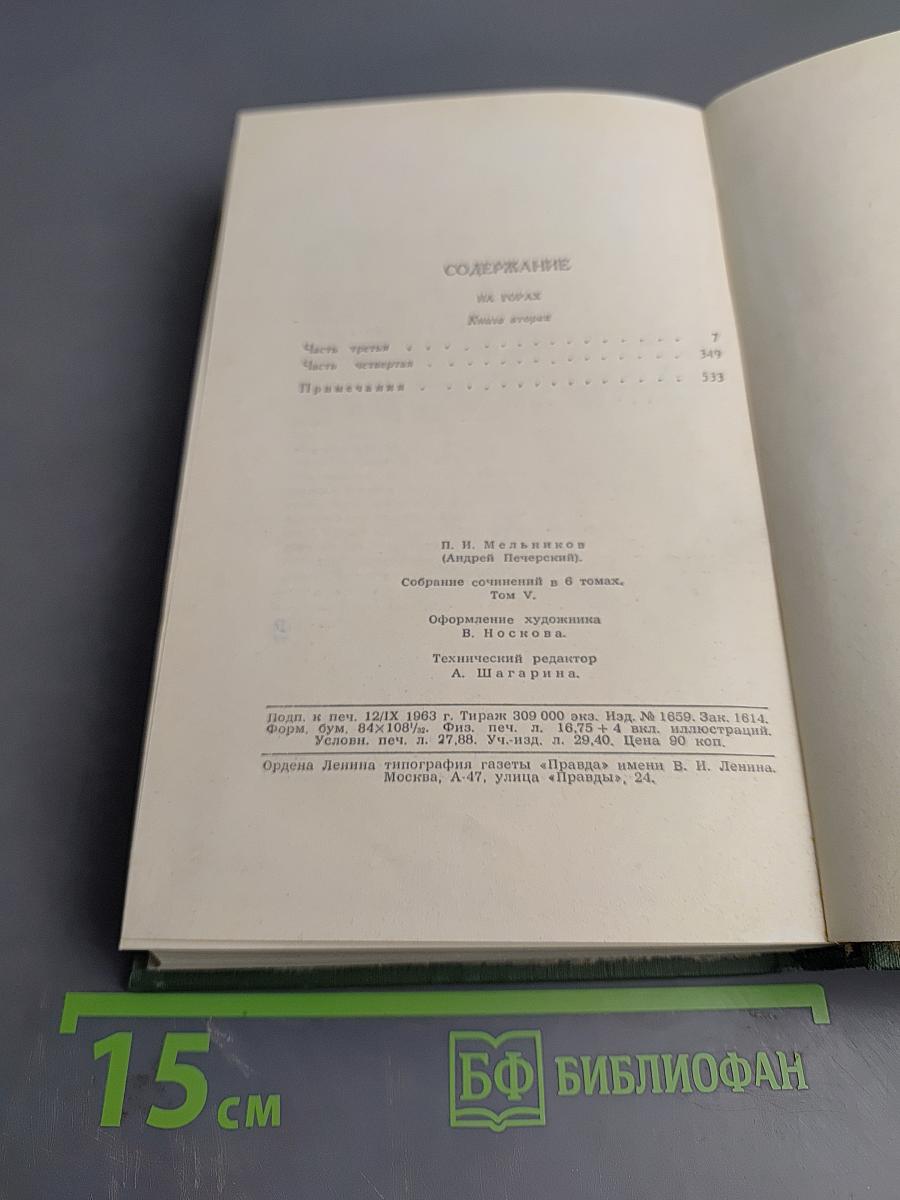 СОДЕРЖАНИЕ
НА ГОРАХ
Книга вторая
Часть третья . . . . . . . . . . . . . . . 7
Часть четвертая . . . . . . . . . . . . . . 349
Примечания . . . . . . . . . . . . . . 533
П. И. Мельников
(Андрей Печерский).
Собрание сочинений в 6 томах.
Том V.
Оформление художника
В. Носкова.
Технический редактор
А. Шагарина.
Подп. к печ. 12/IX 1963 г. Тираж 309 000 экз. Изд. № 1659. Зак. 1614.
Форм. бум. 84×108¹/₃₂. Физ. печ. л. 16,75 + 4 вкл. иллюстраций.
Условн. печ. л. 27,88. Уч.-изд. л. 29,40. Цена 90 коп.
Ордена Ленина типография газеты «Правда» имени В. И. Ленина.
Москва, А-47, улица «Правды», 24.
15 см
БФ БИБЛИОФАН